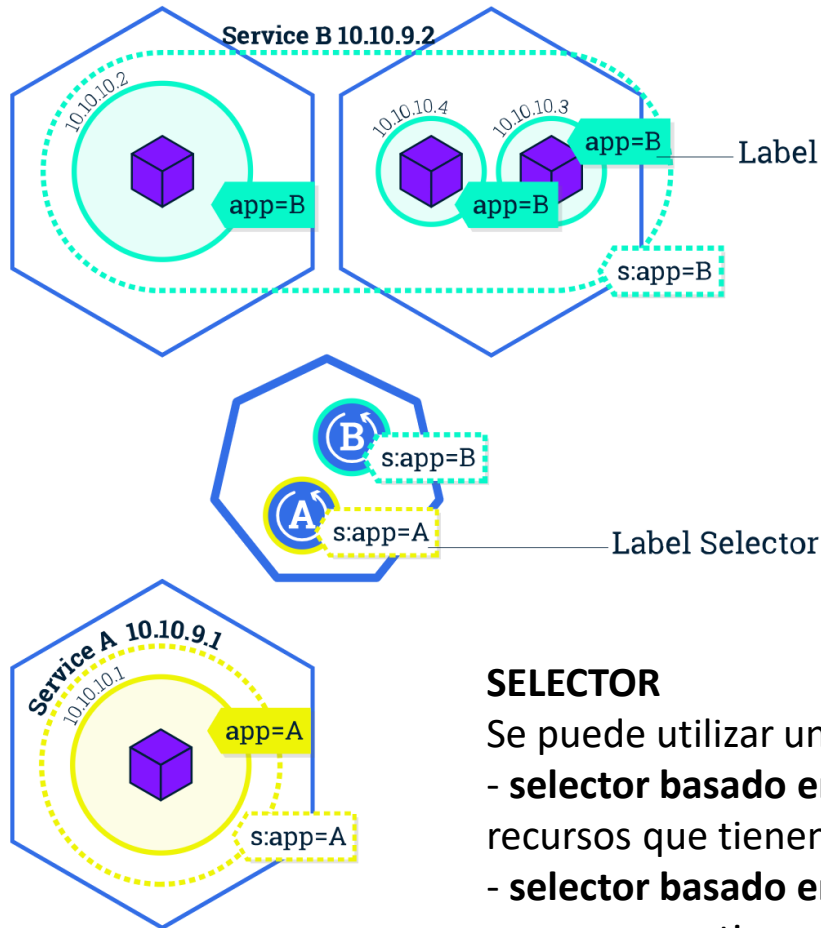 Service B 10.10.9.2
10.10.10.2
10.10.10.4
10.10.10.3
app=B
Label
app=B
app=B
s:app=B
B
s:app=B
A
s:app=A
Label Selector
Service A 10.10.9.1
10.10.10.1
app=A
s:app=A
SELECTOR
Se puede utilizar un
- selector basado en
recursos que tienen
- selector basado en